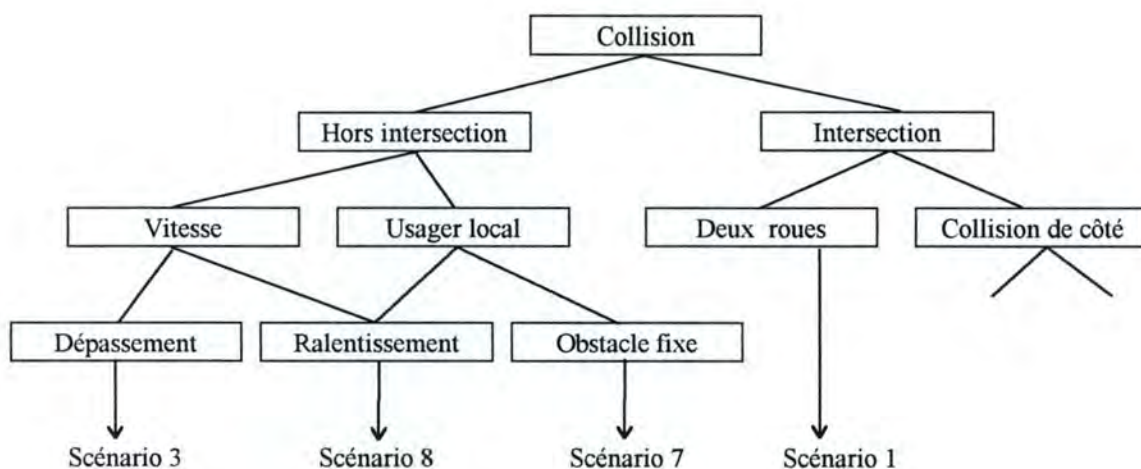 Collision
Hors intersection
Intersection
Vitesse
Usager local
Deux roues
Collision de côté
Dépassement
Ralentissement
Obstacle fixe
Scénario 3
Scénario 8
Scénario 7
Scénario 1